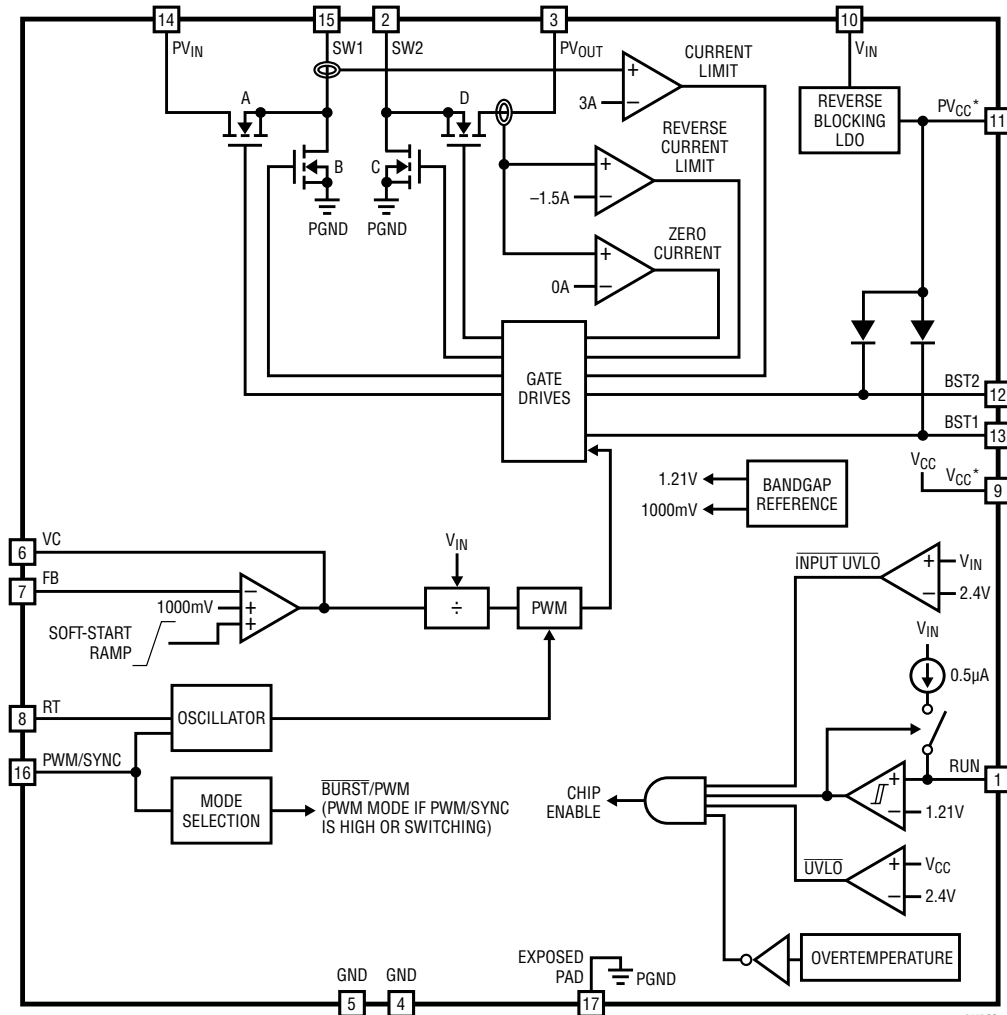 14
15
2
3
10
PVIN
SW1
SW2
PVOUT
VIN
CURRENT
LIMIT
A
D
+
3A
−
REVERSE
BLOCKING
LDO
PVCC*
11
B
C
REVERSE
CURRENT
LIMIT
+
−1.5A
−
PGND
PGND
ZERO
CURRENT
+
0A
−
GATE
DRIVES
BST2
12
BST1
13
VCC
VCC*
9
1.21V
1000mV
BANDGAP
REFERENCE
6
VC
7
FB
1000mV
−
+
+
SOFT-START
RAMP
VIN
÷
PWM
INPUT UVLO
+
VIN
−
2.4V
VIN
0.5µA
8
RT
OSCILLATOR
16
PWM/SYNC
MODE
SELECTION
BURST/PWM
(PWM MODE IF PWM/SYNC
IS HIGH OR SWITCHING)
CHIP
ENABLE
+
RUN
1
−
1.21V
UVLO
+
VCC
−
2.4V
OVERTEMPERATURE
GND
GND
EXPOSED
PAD
PGND
5
4
17